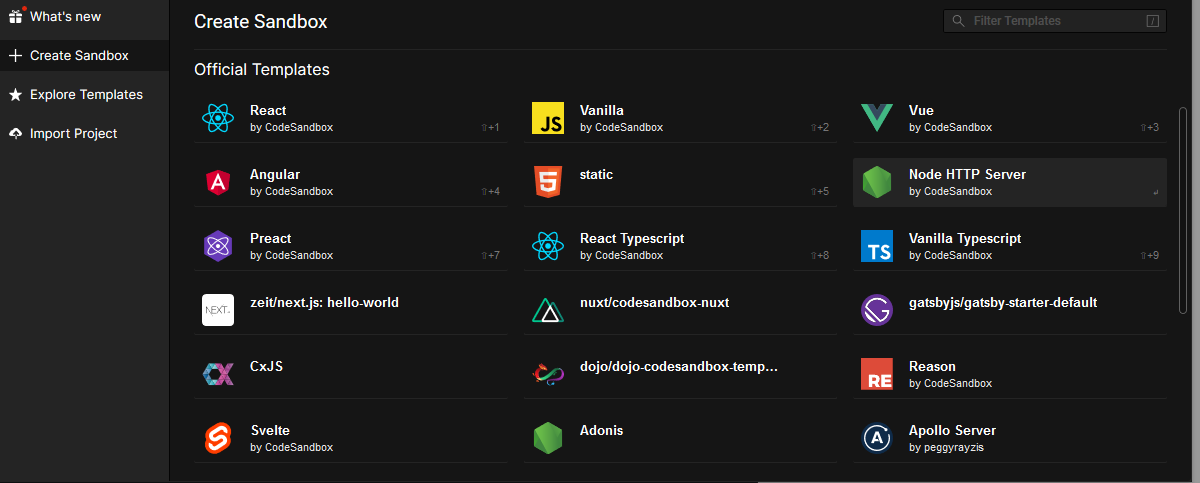 What's new
Create Sandbox
Explore Templates
Import Project
Create Sandbox
Filter Templates /
Official Templates
React
by CodeSandbox
⇧+1
JS
Vanilla
by CodeSandbox
⇧+2
Vue
by CodeSandbox
⇧+3
A
Angular
by CodeSandbox
⇧+4
5
static
⇧+5
Node HTTP Server
by CodeSandbox
↲
Preact
by CodeSandbox
⇧+7
React Typescript
by CodeSandbox
⇧+8
TS
Vanilla Typescript
by CodeSandbox
⇧+9
NEXT.
zeit/next.js: hello-world
nuxt/codesandbox-nuxt
gatsbyjs/gatsby-starter-default
CX
CxJS
dojo/dojo-codesandbox-temp...
RE
Reason
by CodeSandbox
Svelte
by CodeSandbox
Adonis
A
Apollo Server
by peggyrayzis